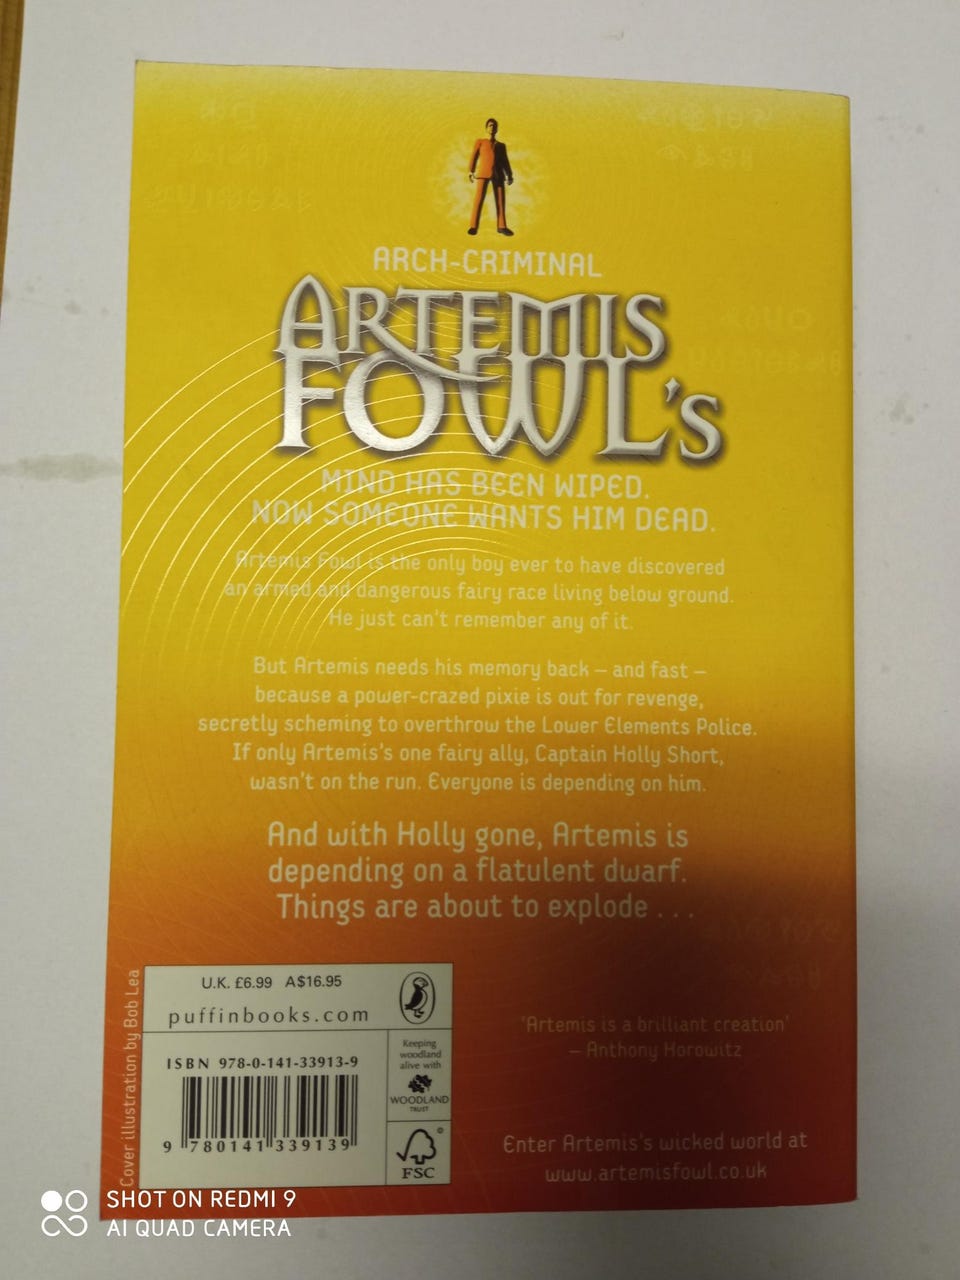 ARCH-CRIMINAL
ARTEMIS
FOWL's
MIND HAS BEEN WIPED.
NOW SOMEONE WANTS HIM DEAD.
Artemis Fowl is the only boy ever to have discovered
an armed and dangerous fairy race living below ground.
He just can't remember any of it.
But Artemis needs his memory back – and fast –
because a power-crazed pixie is out for revenge,
secretly scheming to overthrow the Lower Elements Police.
If only Artemis's one fairy ally, Captain Holly Short,
wasn't on the run. Everyone is depending on him.
And with Holly gone, Artemis is
depending on a flatulent dwarf.
Things are about to explode . . .
Cover illustration by Bob Lea
U.K. £6.99 A$16.95
puffinbooks.com
ISBN 978-0-141-33913-9
9 780141 339139
Keeping
woodland
alive with
WOODLAND
TRUST
FSC
'Artemis is a brilliant creation'
– Anthony Horowitz
Enter Artemis's wicked world at
www.artemisfowl.co.uk
SHOT ON REDMI 9
AI QUAD CAMERA